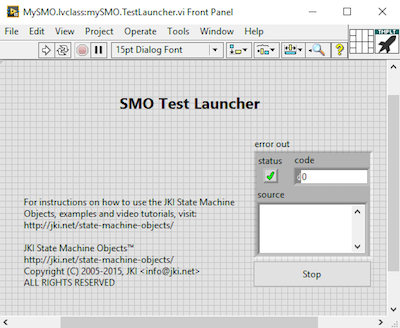 MySMO.lvclass:mySMO.TestLauncher.vi Front Panel
File Edit View Project Operate Tools Window
15pt Dialog Font
TMPLT
SMO Test Launcher
error out
status code
0
source
For instructions on how to use the JKI State Machine
Objects, examples and video tutorials, visit:
http://jki.net/state-machine-objects/
JKI State Machine Objects™
http://jki.net/state-machine-objects/
Copyright (C) 2005-2015, JKI <info@jki.net>
ALL RIGHTS RESERVED
Stop